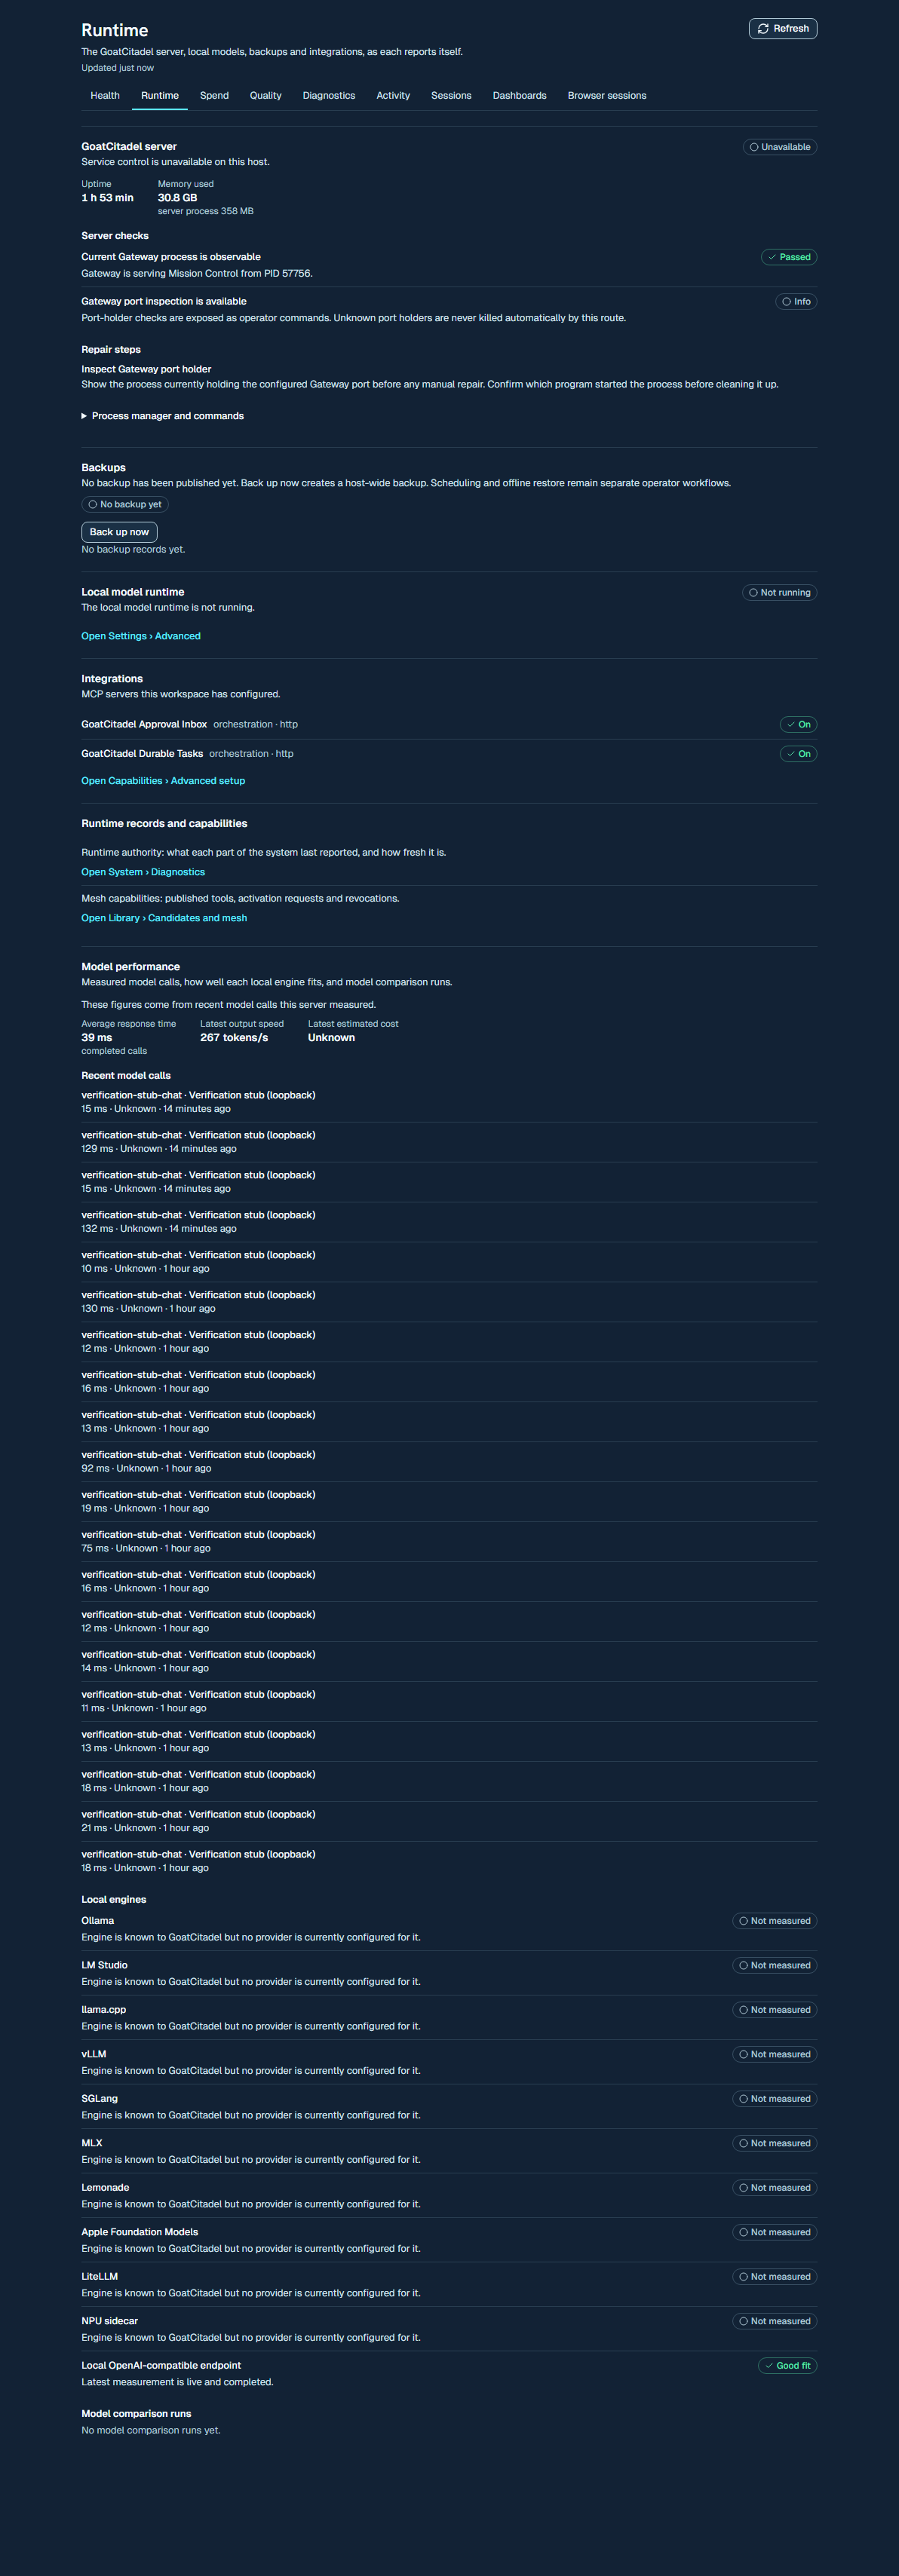 Runtime
Refresh
The GoatCitadel server, local models, backups and integrations, as each reports itself.
Updated just now
Health
Runtime
Spend
Quality
Diagnostics
Activity
Sessions
Dashboards
Browser sessions
GoatCitadel server
Unavailable
Service control is unavailable on this host.
Uptime
Memory used
1 h 53 min
30.8 GB
server process 358 MB
Server checks
Current Gateway process is observable
Passed
Gateway is serving Mission Control from PID 57756.
Gateway port inspection is available
Info
Port-holder checks are exposed as operator commands. Unknown port holders are never killed automatically by this route.
Repair steps
Inspect Gateway port holder
Show the process currently holding the configured Gateway port before any manual repair. Confirm which program started the process before cleaning it up.
Process manager and commands
Backups
No backup has been published yet. Back up now creates a host-wide backup. Scheduling and offline restore remain separate operator workflows.
No backup yet
Back up now
No backup records yet.
Local model runtime
Not running
The local model runtime is not running.
Open Settings › Advanced
Integrations
MCP servers this workspace has configured.
GoatCitadel Approval Inbox orchestration · http
On
GoatCitadel Durable Tasks orchestration · http
On
Open Capabilities › Advanced setup
Runtime records and capabilities
Runtime authority: what each part of the system last reported, and how fresh it is.
Open System › Diagnostics
Mesh capabilities: published tools, activation requests and revocations.
Open Library › Candidates and mesh
Model performance
Measured model calls, how well each local engine fits, and model comparison runs.
These figures come from recent model calls this server measured.
Average response time
Latest output speed
Latest estimated cost
39 ms
267 tokens/s
Unknown
completed calls
Recent model calls
verification-stub-chat · Verification stub (loopback)
15 ms · Unknown · 14 minutes ago
verification-stub-chat · Verification stub (loopback)
129 ms · Unknown · 14 minutes ago
verification-stub-chat · Verification stub (loopback)
15 ms · Unknown · 14 minutes ago
verification-stub-chat · Verification stub (loopback)
132 ms · Unknown · 14 minutes ago
verification-stub-chat · Verification stub (loopback)
10 ms · Unknown · 1 hour ago
verification-stub-chat · Verification stub (loopback)
130 ms · Unknown · 1 hour ago
verification-stub-chat · Verification stub (loopback)
12 ms · Unknown · 1 hour ago
verification-stub-chat · Verification stub (loopback)
16 ms · Unknown · 1 hour ago
verification-stub-chat · Verification stub (loopback)
13 ms · Unknown · 1 hour ago
verification-stub-chat · Verification stub (loopback)
92 ms · Unknown · 1 hour ago
verification-stub-chat · Verification stub (loopback)
19 ms · Unknown · 1 hour ago
verification-stub-chat · Verification stub (loopback)
75 ms · Unknown · 1 hour ago
verification-stub-chat · Verification stub (loopback)
16 ms · Unknown · 1 hour ago
verification-stub-chat · Verification stub (loopback)
12 ms · Unknown · 1 hour ago
verification-stub-chat · Verification stub (loopback)
14 ms · Unknown · 1 hour ago
verification-stub-chat · Verification stub (loopback)
11 ms · Unknown · 1 hour ago
verification-stub-chat · Verification stub (loopback)
13 ms · Unknown · 1 hour ago
verification-stub-chat · Verification stub (loopback)
18 ms · Unknown · 1 hour ago
verification-stub-chat · Verification stub (loopback)
21 ms · Unknown · 1 hour ago
verification-stub-chat · Verification stub (loopback)
18 ms · Unknown · 1 hour ago
Local engines
Ollama
Not measured
Engine is known to GoatCitadel but no provider is currently configured for it.
LM Studio
Not measured
Engine is known to GoatCitadel but no provider is currently configured for it.
llama.cpp
Not measured
Engine is known to GoatCitadel but no provider is currently configured for it.
vLLM
Not measured
Engine is known to GoatCitadel but no provider is currently configured for it.
SGLang
Not measured
Engine is known to GoatCitadel but no provider is currently configured for it.
MLX
Not measured
Engine is known to GoatCitadel but no provider is currently configured for it.
Lemonade
Not measured
Engine is known to GoatCitadel but no provider is currently configured for it.
Apple Foundation Models
Not measured
Engine is known to GoatCitadel but no provider is currently configured for it.
LiteLLM
Not measured
Engine is known to GoatCitadel but no provider is currently configured for it.
NPU sidecar
Not measured
Engine is known to GoatCitadel but no provider is currently configured for it.
Local OpenAI-compatible endpoint
Good fit
Latest measurement is live and completed.
Model comparison runs
No model comparison runs yet.